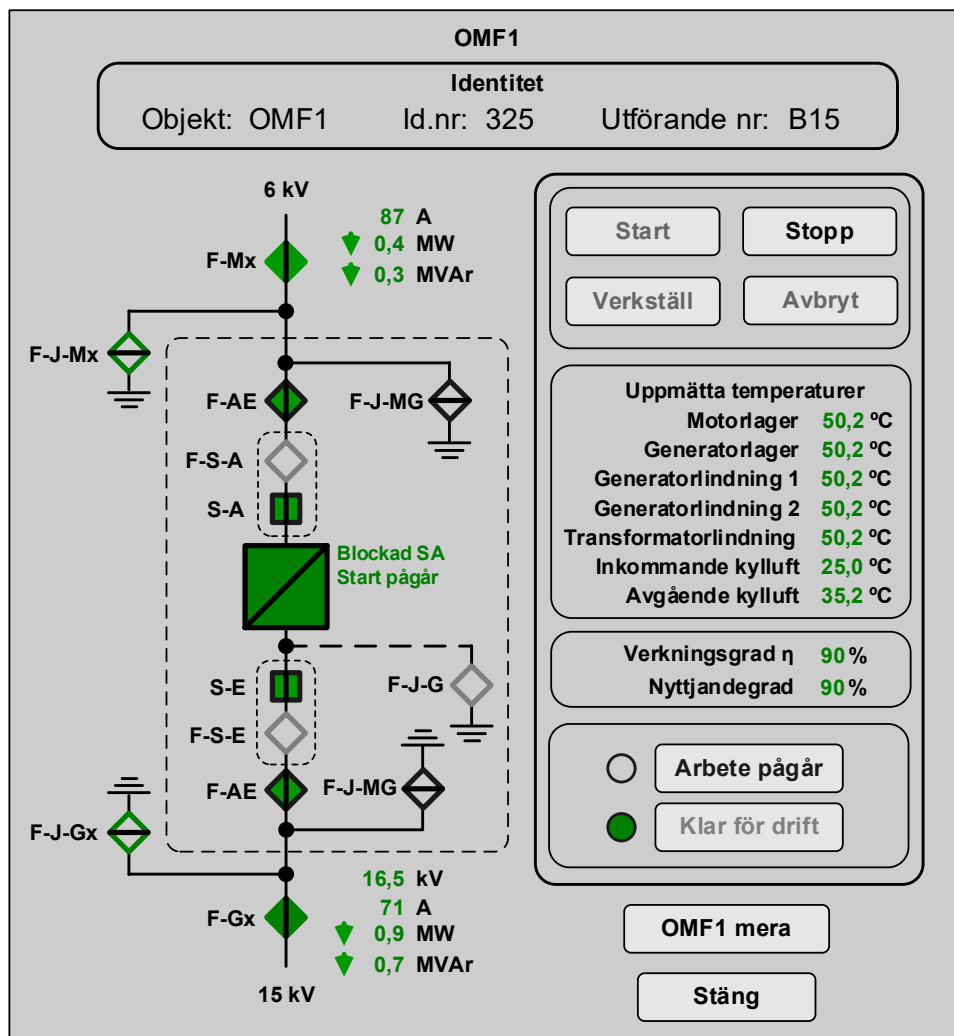 OMF1
Identitet
Objekt: OMF1 Id.nr: 325 Utförande nr: B15
6 kV
87 A
0,4 MW
0,3 MVAr
F-Mx
F-J-Mx
F-AE
F-J-MG
F-S-A
S-A
Blockad SA
Start pågår
S-E
F-J-G
F-S-E
F-AE
F-J-MG
F-J-Gx
F-Gx
16,5 kV
71 A
0,9 MW
0,7 MVAr
15 kV
Start Stopp
Verkställ Avbryt
Uppmätta temperaturer
Motorlager 50,2 ºC
Generatorlager 50,2 ºC
Generatorlindning 1 50,2 ºC
Generatorlindning 2 50,2 ºC
Transformatorlindning 50,2 ºC
Inkommande kylluft 25,0 ºC
Avgående kylluft 35,2 ºC
Verkningsgrad η 90 %
Nyttjandegrad 90 %
Arbete pågår
Klar för drift
OMF1 mera
Stäng